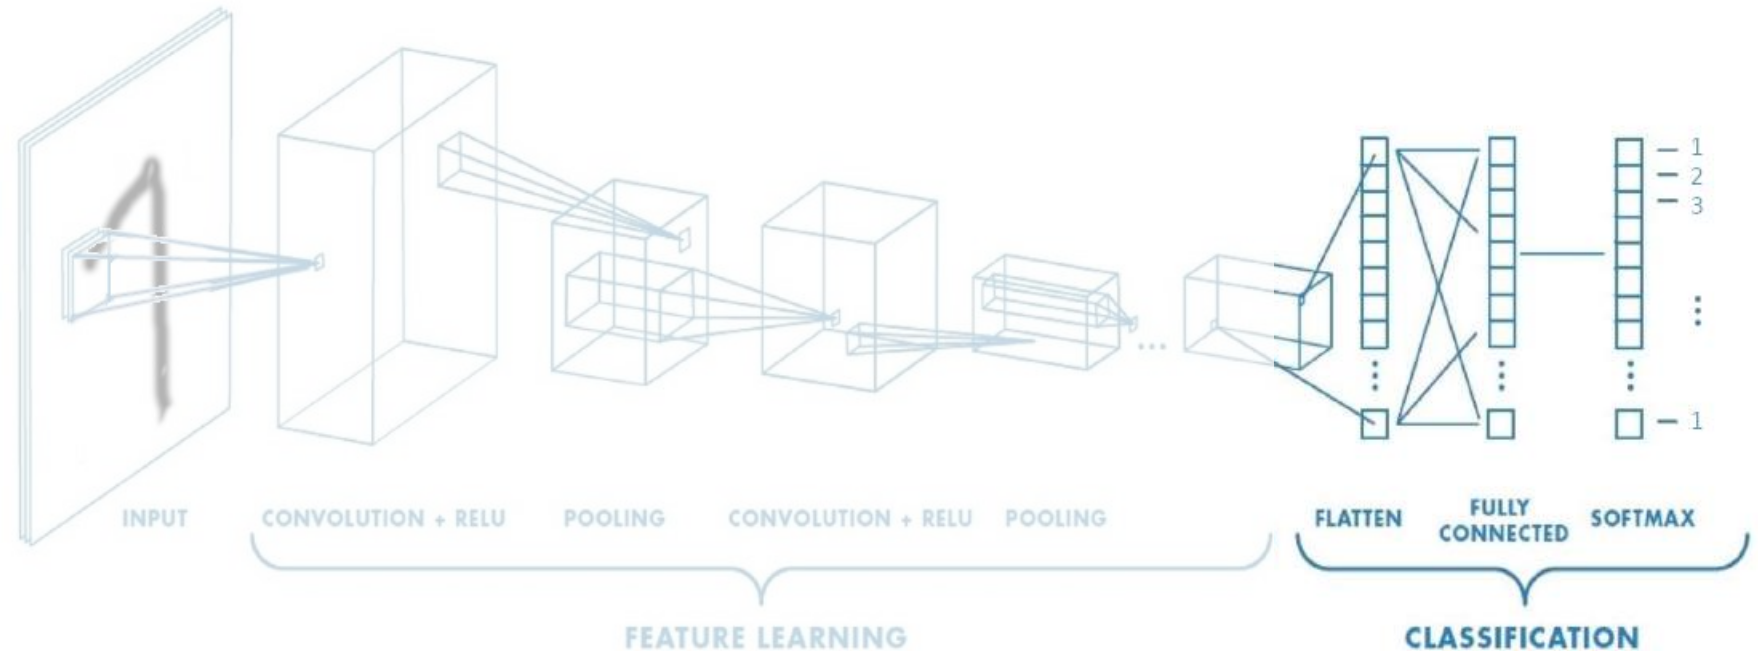 1
2
3
1
INPUT
CONVOLUTION + RELU
POOLING
CONVOLUTION + RELU
POOLING
FLATTEN
FULLY
CONNECTED
SOFTMAX
FEATURE LEARNING
CLASSIFICATION